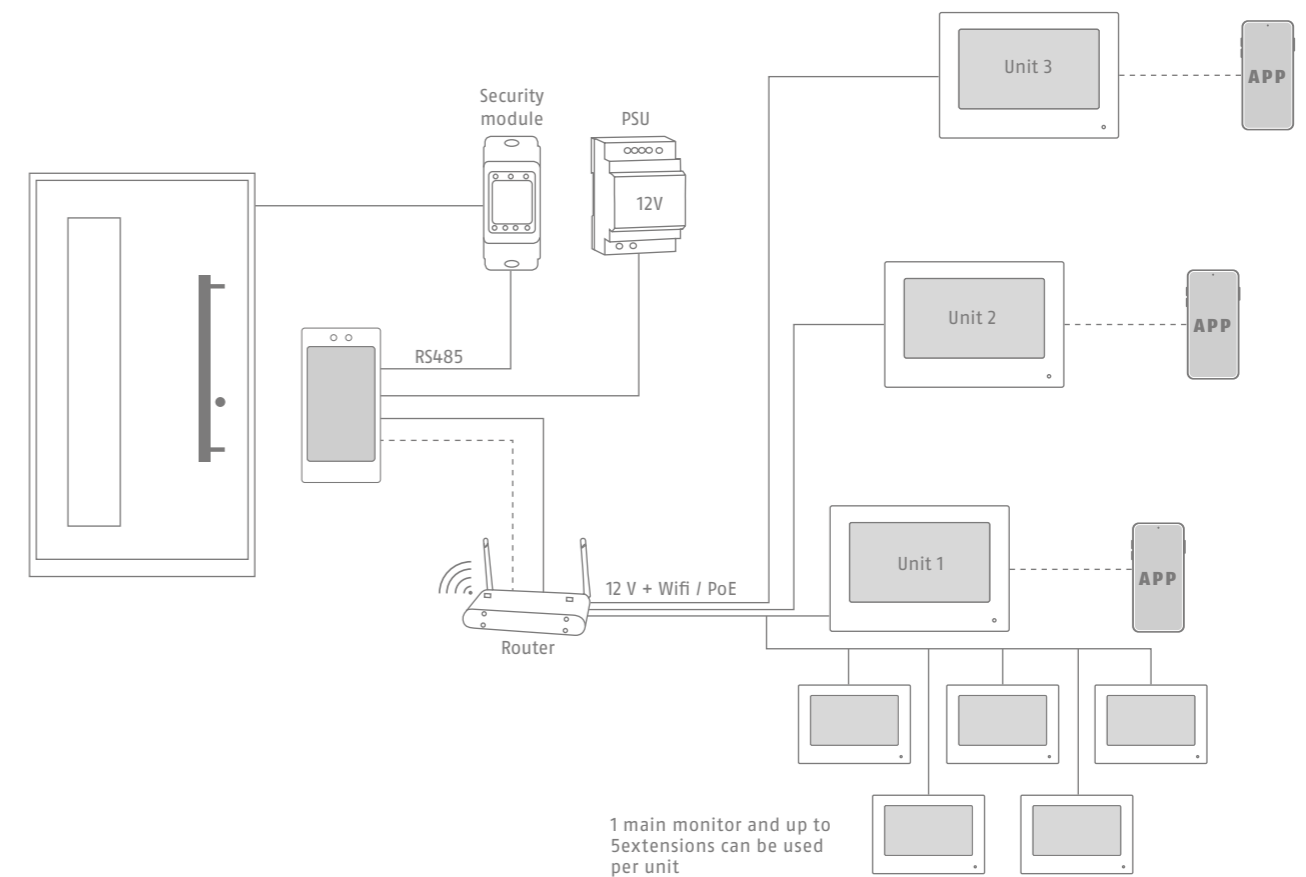 Unit 3
APP
Security
module
PSU
12V
Unit 2
APP
RS485
Unit 1
APP
12 V + Wifi / PoE
Router
1 main monitor and up to
5extensions can be used
per unit